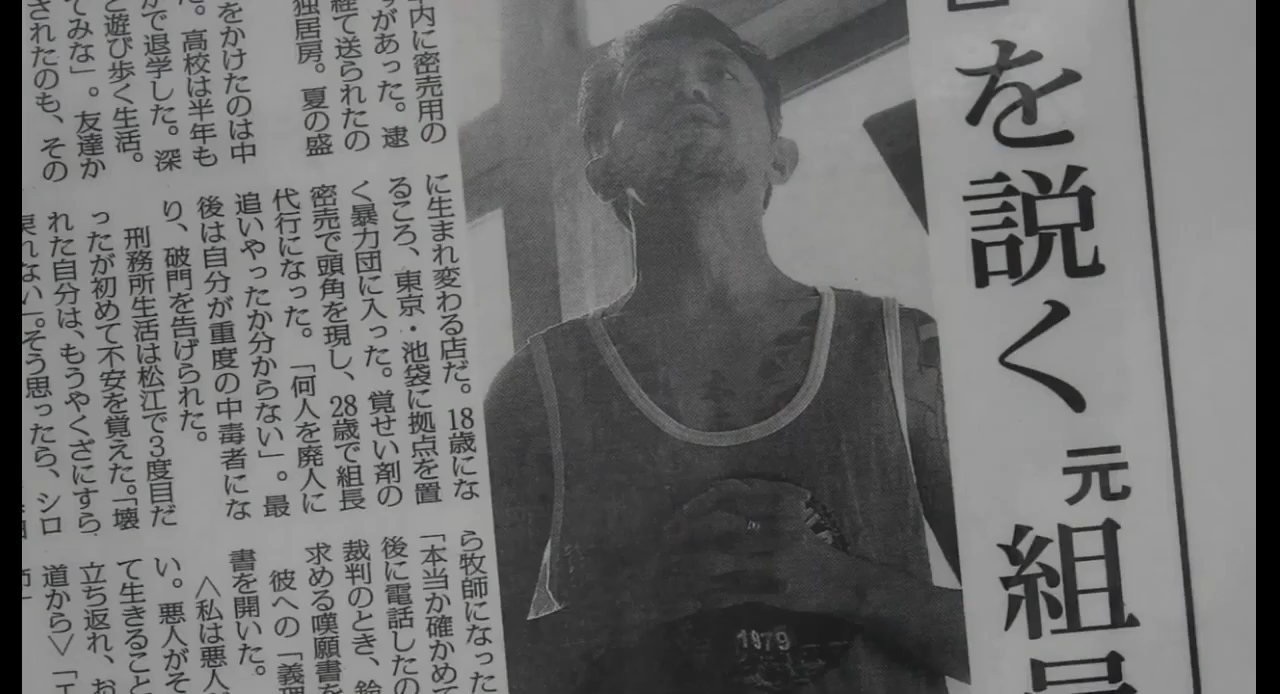 』を説く 元組員
内に密売用の
があった。逮
経て送られたの
独居房。夏の盛
をかけたのは中
た。高校は半年も
で退学した。深
と遊び歩く生活。
てみな」。友達か
されたのも、その
に生まれ変わる店だ。18歳にな
るころ、東京・池袋に拠点を置
く暴力団に入った。覚せい剤の
密売で頭角を現し、28歳で組長
代行になった。「何人を廃人に
追いやったか分からない」。最
後は自分が重度の中毒者にな
り、破門を告げられた。
刑務所生活は松江で3度目だ
ったが初めて不安を覚えた。「壊
れた自分は、もうやくざにすら
戻れない」。そう思ったら、シロ
ら牧師になった
「本当か確かめて
後に電話したの
裁判のとき、鈴
求める嘆願書を
彼への「義理
書を開いた。
〈私は悪人が
い。悪人がそ
て生きること
立ち返れ、お
道から〉「エ
1979